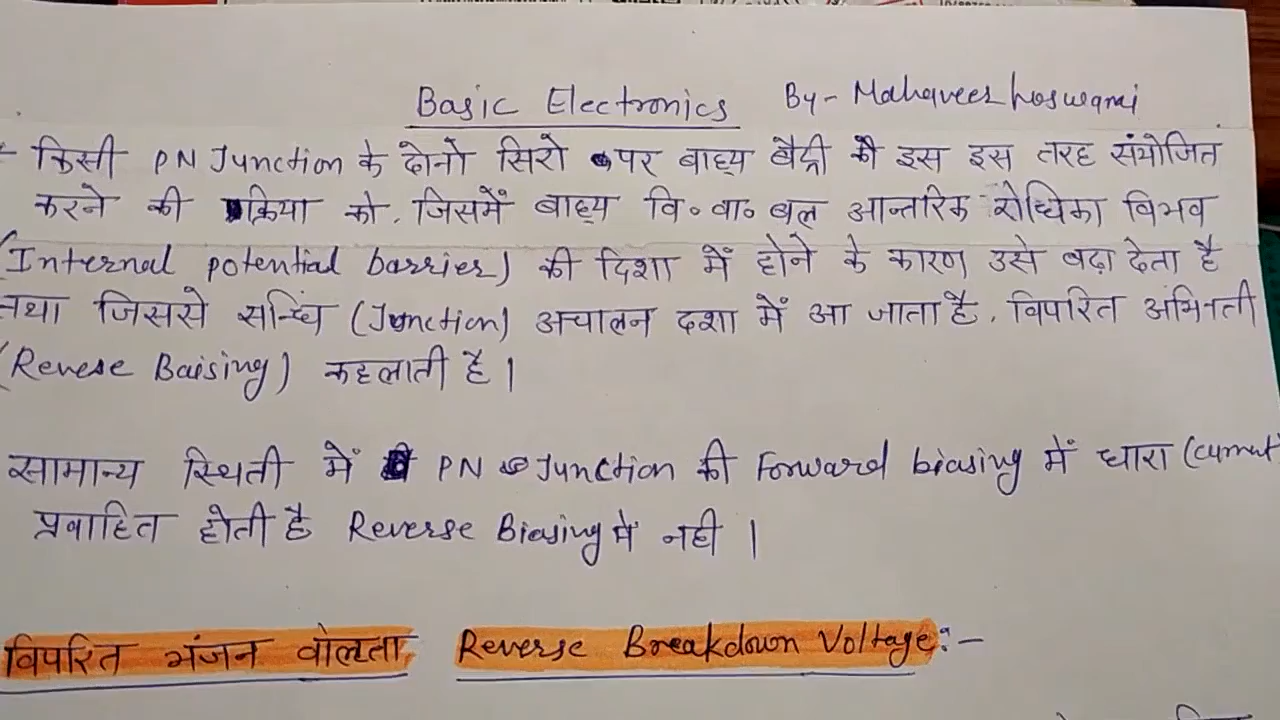 Basic Electronics By- Mahaveer Goswami
किसी PN Junction के दोनो सिरो पर बाह्य बैट्री को इस इस तरह संयोजित
करने की प्रक्रिया को, जिसमें बाह्य वि॰ वा॰ बल आन्तरिक रोधिका विभव
(Internal potential barrier) की दिशा में होने के कारण उसे बढ़ा देता है
तथा जिससे सन्धि (Junction) अचालन दशा में आ जाता है, विपरित अभिनती
(Revese Baising) कहलाती है।
सामान्य स्थिती में PN Junction की Forward biasing में धारा (current
प्रवाहित होती है Reverse Biasing में नही।
विपरित भंजन वोल्टता Reverse Breakdown Voltage:-